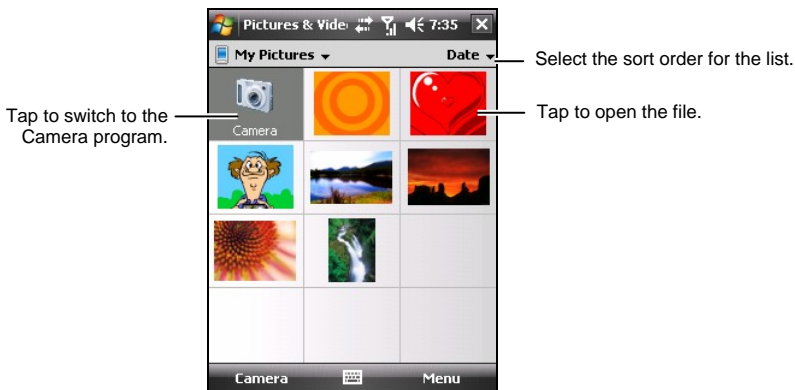 Pictures & Vide 7:35
My Pictures Date
Select the sort order for the list.
Tap to switch to the
Camera program.
Tap to open the file.
Camera
Camera Menu